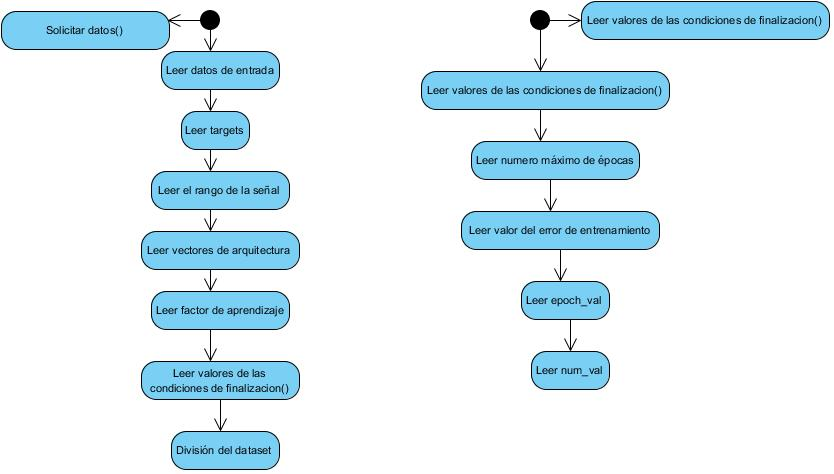 Solicitar datos()
Leer datos de entrada
Leer targets
Leer el rango de la señal
Leer vectores de arquitectura
Leer factor de aprendizaje
Leer valores de las
condiciones de finalizacion()
División del dataset
Leer valores de las condiciones de finalizacion()
Leer valores de las condiciones de finalizacion()
Leer numero máximo de épocas
Leer valor del error de entrenamiento
Leer epoch_val
Leer num_val